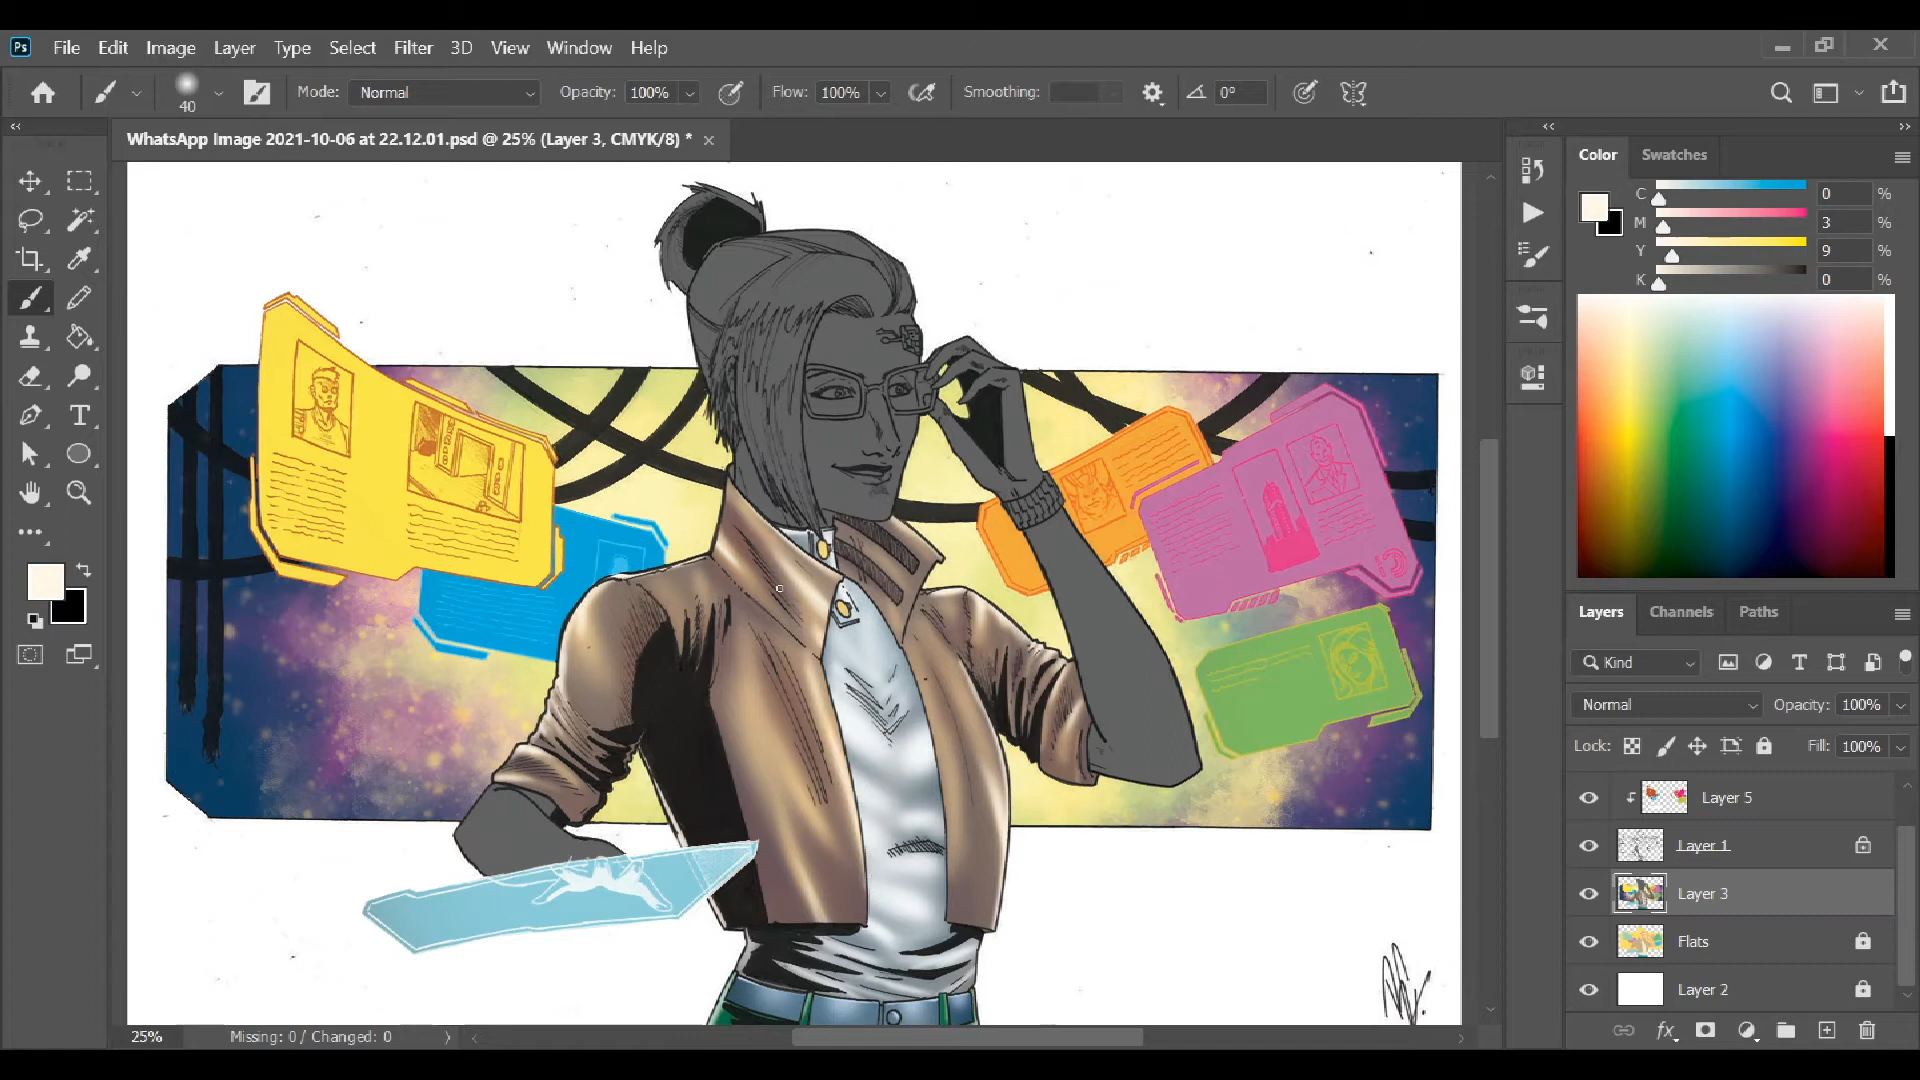 Ps File Edit Image Layer Type Select Filter 3D View Window Help
40 Mode: Normal Opacity: 100% Flow: 100% Smoothing: 0°
WhatsApp Image 2021-10-06 at 22.12.01.psd @ 25% (Layer 3, CMYK/8) * ×
Color Swatches
C 0 %
M 3 %
Y 9 %
K 0 %
Layers Channels Paths
Kind
Normal Opacity: 100%
Lock: Fill: 100%
Layer 5
Layer 1
Layer 3
Flats
Layer 2
fx
25% Missing: 0 / Changed: 0